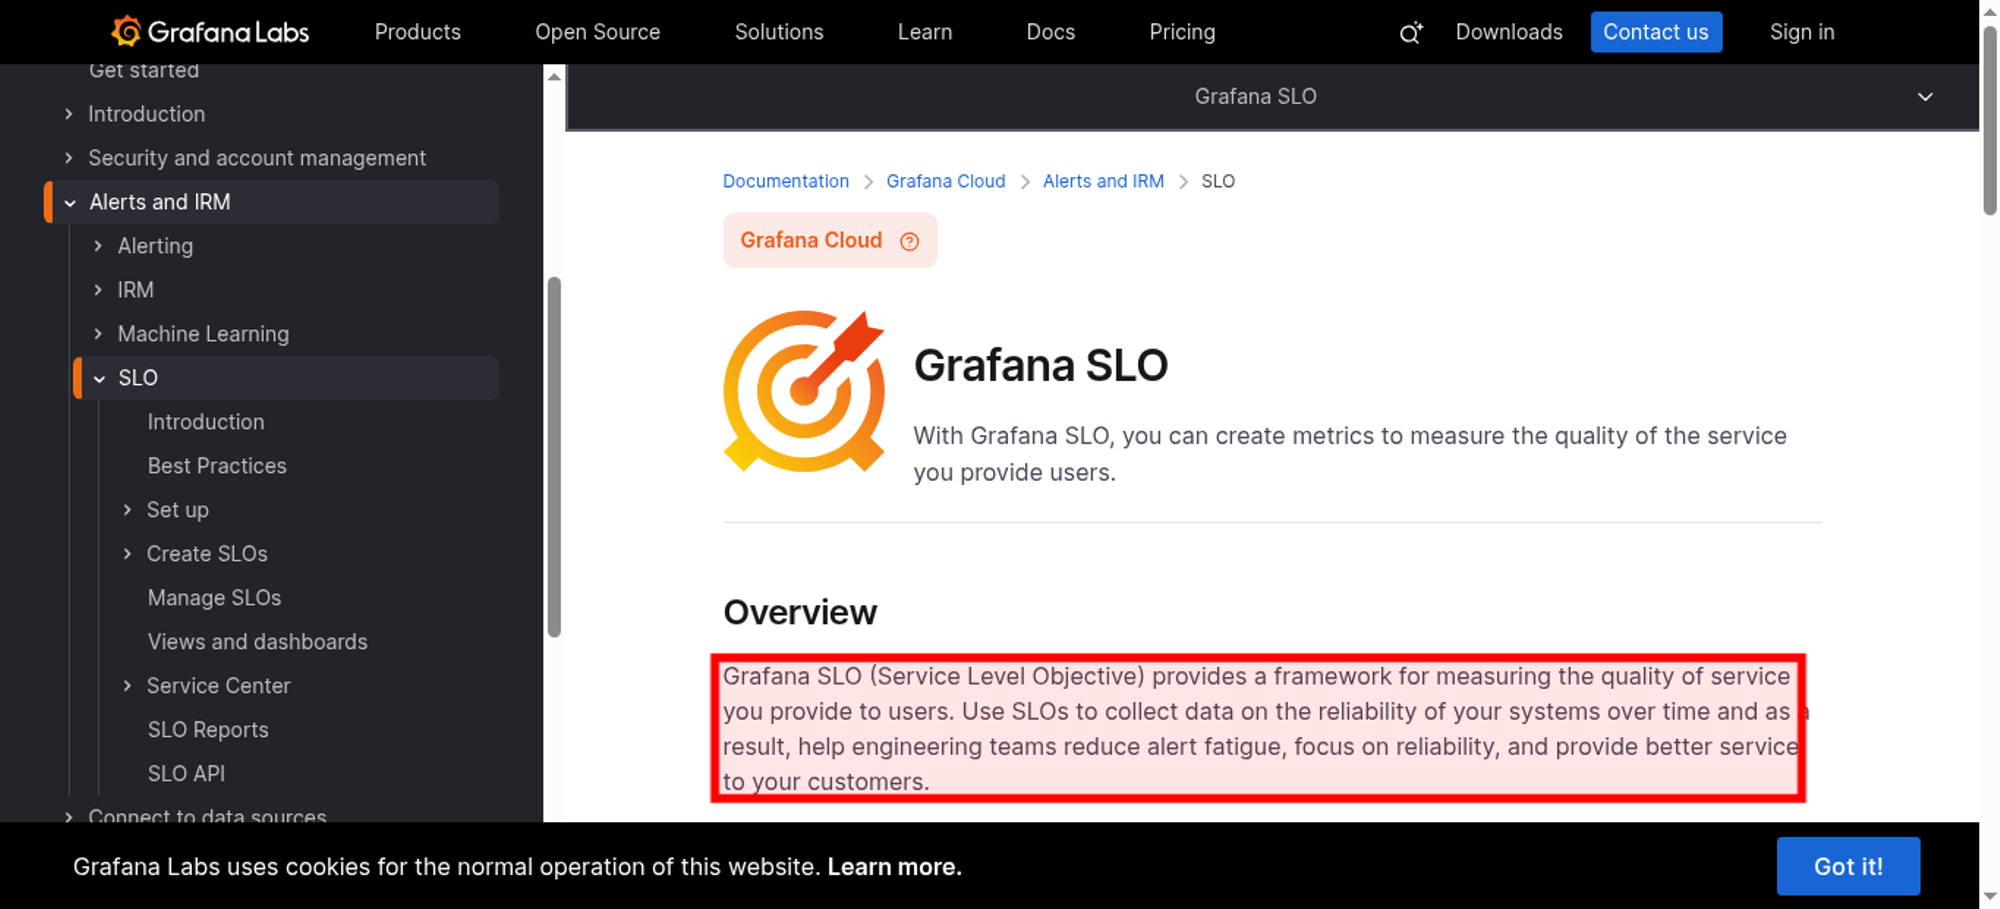 Grafana Labs
Products
Open Source
Solutions
Learn
Docs
Pricing
Downloads
Contact us
Sign in
Get started
Introduction
Security and account management
Alerts and IRM
Alerting
IRM
Machine Learning
SLO
Introduction
Best Practices
Set up
Create SLOs
Manage SLOs
Views and dashboards
Service Center
SLO Reports
SLO API
Connect to data sources
Grafana SLO
Documentation > Grafana Cloud > Alerts and IRM > SLO
Grafana Cloud ?
Grafana SLO
With Grafana SLO, you can create metrics to measure the quality of the service
you provide users.
Overview
Grafana SLO (Service Level Objective) provides a framework for measuring the quality of service
you provide to users. Use SLOs to collect data on the reliability of your systems over time and as a
result, help engineering teams reduce alert fatigue, focus on reliability, and provide better service
to your customers.
Grafana Labs uses cookies for the normal operation of this website. Learn more.
Got it!